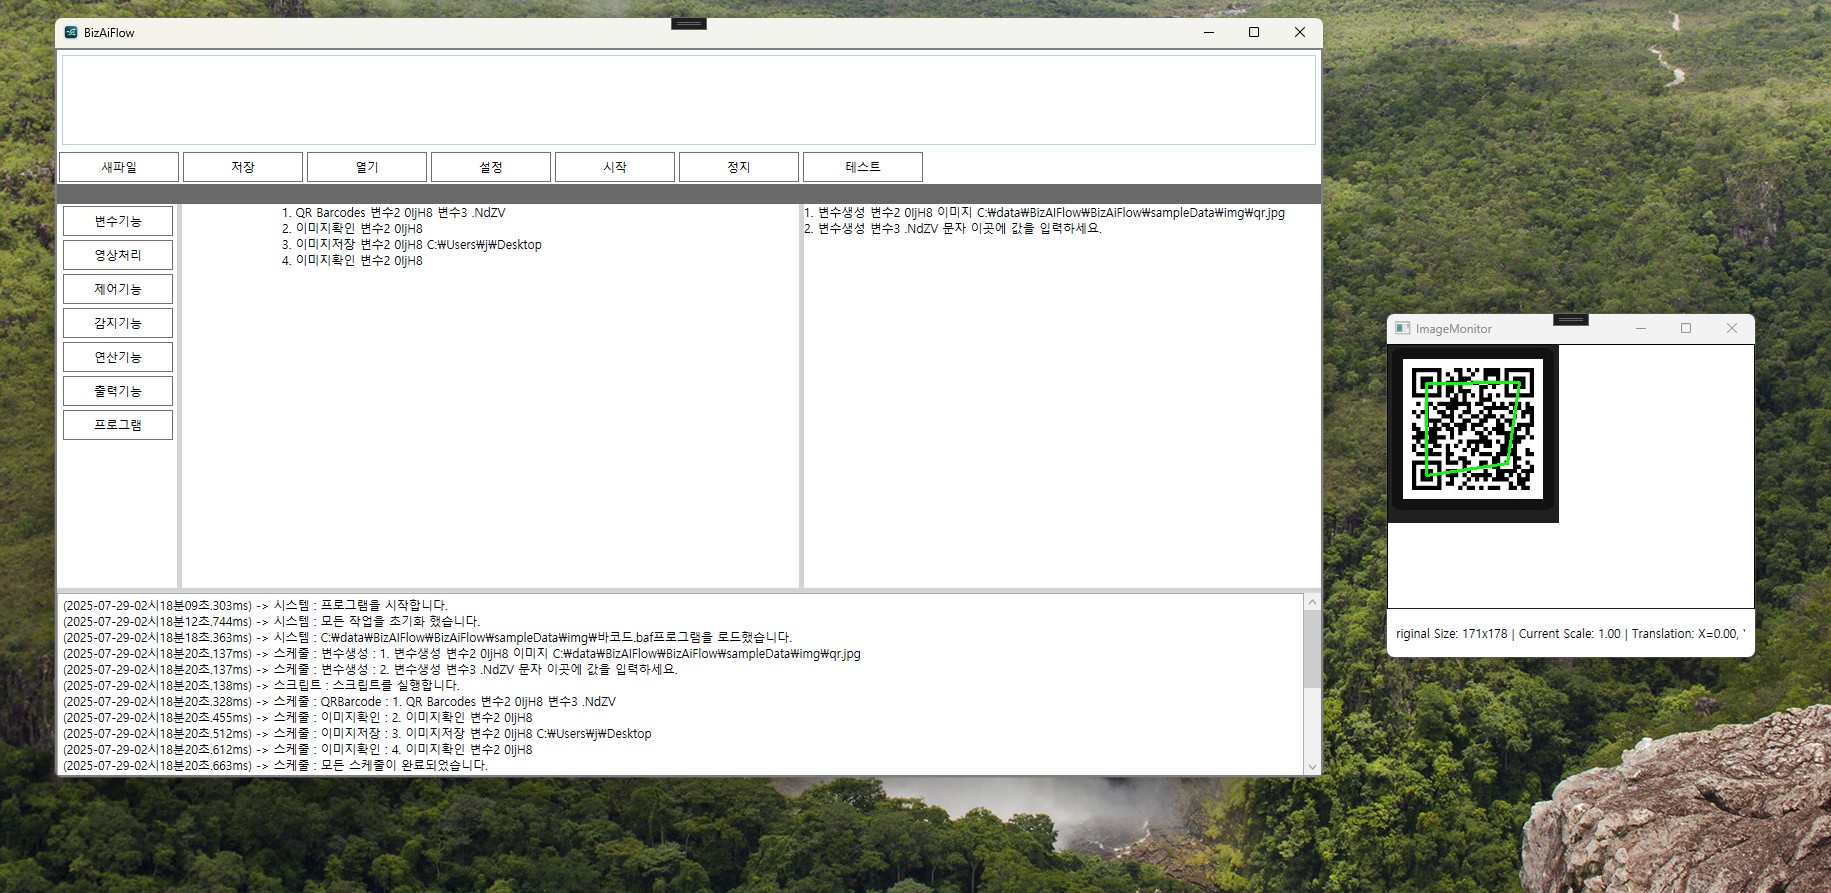 BizAiFlow
새파일 저장 열기 설정 시작 정지 테스트
변수기능
영상처리
제어기능
감지기능
연산기능
출력기능
프로그램
1. QR Barcodes 변수2 0IjH8 변수3 .NdZV
2. 이미지확인 변수2 0IjH8
3. 이미지저장 변수2 0IjH8 C:₩Users₩j₩Desktop
4. 이미지확인 변수2 0IjH8
1. 변수생성 변수2 0IjH8 이미지 C:₩data₩BizAIFlow₩BizAiFlow₩sampleData₩img₩qr.jpg
2. 변수생성 변수3 .NdZV 문자 이곳에 값을 입력하세요.
(2025-07-29-02시18분09초.303ms) -> 시스템 : 프로그램을 시작합니다.
(2025-07-29-02시18분12초.744ms) -> 시스템 : 모든 작업을 초기화 했습니다.
(2025-07-29-02시18분18초.363ms) -> 시스템 : C:₩data₩BizAIFlow₩BizAiFlow₩sampleData₩img₩바코드.baf프로그램을 로드했습니다.
(2025-07-29-02시18분20초.137ms) -> 스케줄 : 변수생성 : 1. 변수생성 변수2 0IjH8 이미지 C:₩data₩BizAIFlow₩BizAiFlow₩sampleData₩img₩qr.jpg
(2025-07-29-02시18분20초.137ms) -> 스케줄 : 변수생성 : 2. 변수생성 변수3 .NdZV 문자 이곳에 값을 입력하세요.
(2025-07-29-02시18분20초.138ms) -> 스크립트 : 스크립트를 실행합니다.
(2025-07-29-02시18분20초.328ms) -> 스케줄 : QRBarcode : 1. QR Barcodes 변수2 0IjH8 변수3 .NdZV
(2025-07-29-02시18분20초.455ms) -> 스케줄 : 이미지확인 : 2. 이미지확인 변수2 0IjH8
(2025-07-29-02시18분20초.512ms) -> 스케줄 : 이미지저장 : 3. 이미지저장 변수2 0IjH8 C:₩Users₩j₩Desktop
(2025-07-29-02시18분20초.612ms) -> 스케줄 : 이미지확인 : 4. 이미지확인 변수2 0IjH8
(2025-07-29-02시18분20초.663ms) -> 스케줄 : 모든 스케줄이 완료되었습니다.
ImageMonitor
riginal Size: 171x178 | Current Scale: 1.00 | Translation: X=0.00,